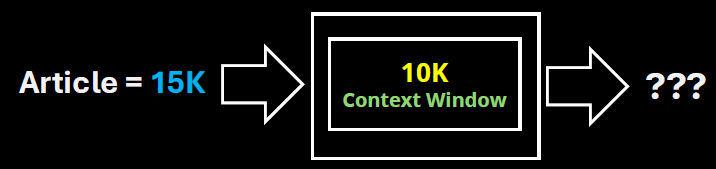 Article = 15K
10K
Context Window
???